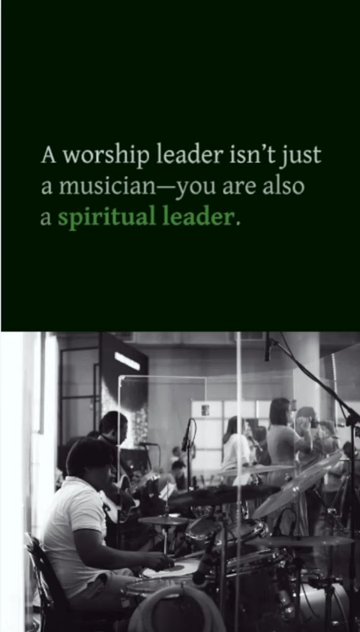 A worship leader isn’t just
a musician—you are also
a spiritual leader.